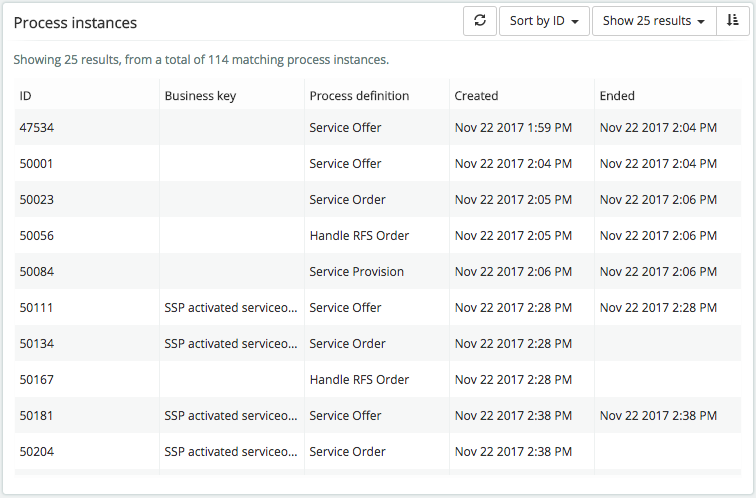 Process instances
Sort by ID
Show 25 results
Showing 25 results, from a total of 114 matching process instances.
ID Business key Process definition Created Ended
47534 Service Offer Nov 22 2017 1:59 PM Nov 22 2017 2:04 PM
50001 Service Offer Nov 22 2017 2:04 PM Nov 22 2017 2:04 PM
50023 Service Order Nov 22 2017 2:05 PM Nov 22 2017 2:06 PM
50056 Handle RFS Order Nov 22 2017 2:05 PM Nov 22 2017 2:06 PM
50084 Service Provision Nov 22 2017 2:06 PM Nov 22 2017 2:06 PM
50111 SSP activated serviceo... Service Offer Nov 22 2017 2:28 PM Nov 22 2017 2:28 PM
50134 SSP activated serviceo... Service Order Nov 22 2017 2:28 PM
50167 Handle RFS Order Nov 22 2017 2:28 PM
50181 SSP activated serviceo... Service Offer Nov 22 2017 2:38 PM Nov 22 2017 2:38 PM
50204 SSP activated serviceo... Service Order Nov 22 2017 2:38 PM